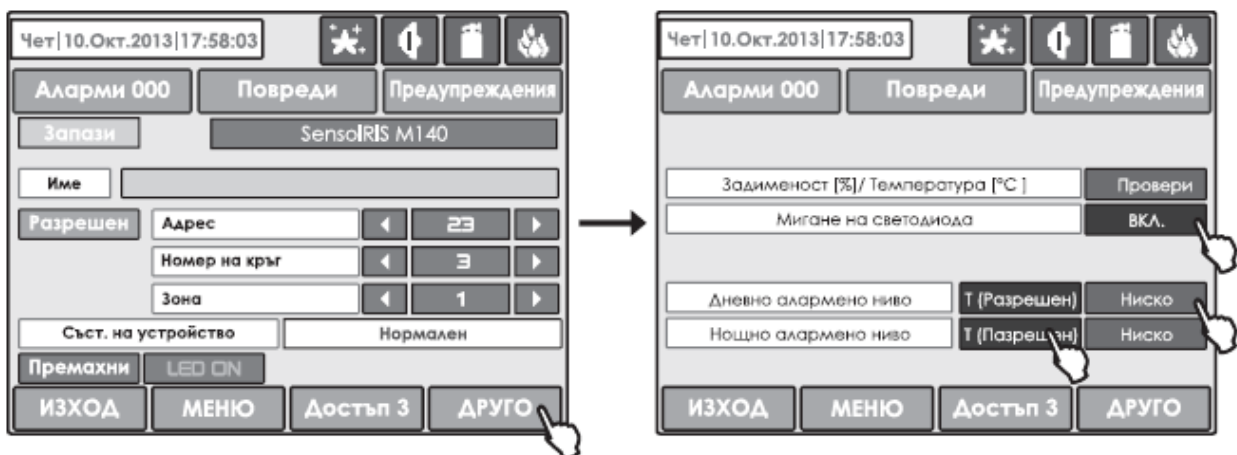 Чет|10.Окт.2013|17:58:03
Аларми 000 Повреди Предупреждения
Запази SensoIRIS M140
Име
Разрешен Адрес 23
Номер на кръг 3
Зона 1
Съст. на устройство Нормален
Премахни LED ON
ИЗХОД МЕНЮ Достъп 3 ДРУГО
Чет|10.Окт.2013|17:58:03
Аларми 000 Повреди Предупреждения
Задименост [%]/ Температура [°C ] Провери
Мигане на светодиода ВКЛ.
Дневно алармено ниво T (Разрешен) Ниско
Нощно алармено ниво T Ниско
ИЗХОД МЕНЮ Достъп 3 ДРУГО